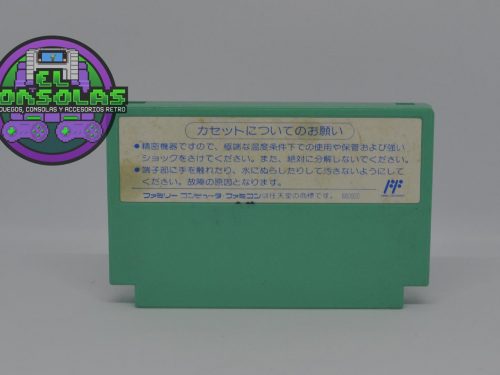 EL
CONSOLAS
JUEGOS, CONSOLAS Y ACCESORIOS RETRO
カセットについてのお願い
●精密機器ですので、極端な温度条件下での使用や保管および強い
ショックをさけてください。また、絶対に分解しないでください。
●端子部に手を触れたり、水にぬらしたりして汚さないようにして
ください。故障の原因となります。
ファミリーコンピュータ・ファミコンは任天堂の商標です。